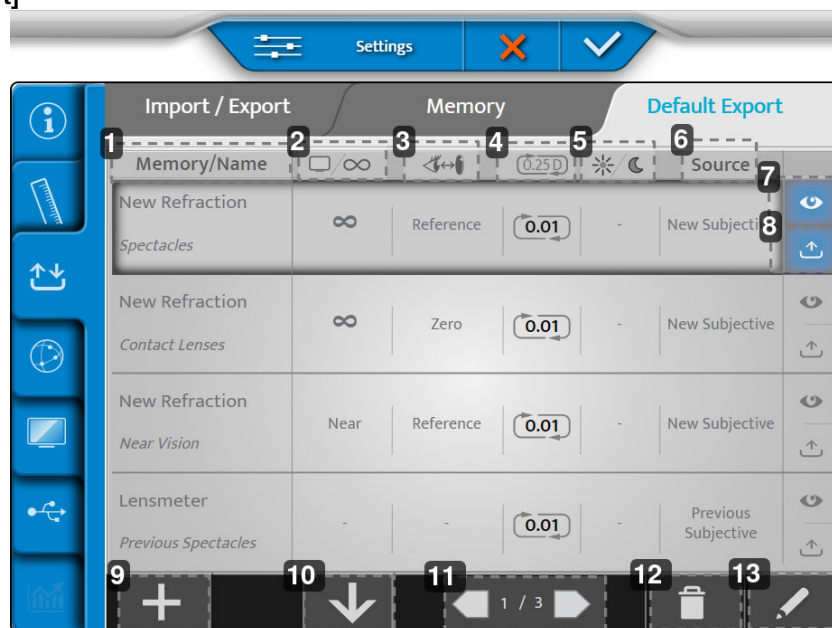 t]
Settings
Import / Export Memory Default Export
1 2 3 4 5 6
Memory/Name 0.25 D Source
7
New Refraction
Spectacles
∞ Reference 0.01 - New Subjecti
8
New Refraction
Contact Lenses
∞ Zero 0.01 - New Subjective
New Refraction
Near Vision
Near Reference 0.01 - New Subjective
Lensmeter
Previous Spectacles
- - 0.01 - Previous
Subjective
9 10 11 12 13
1 / 3